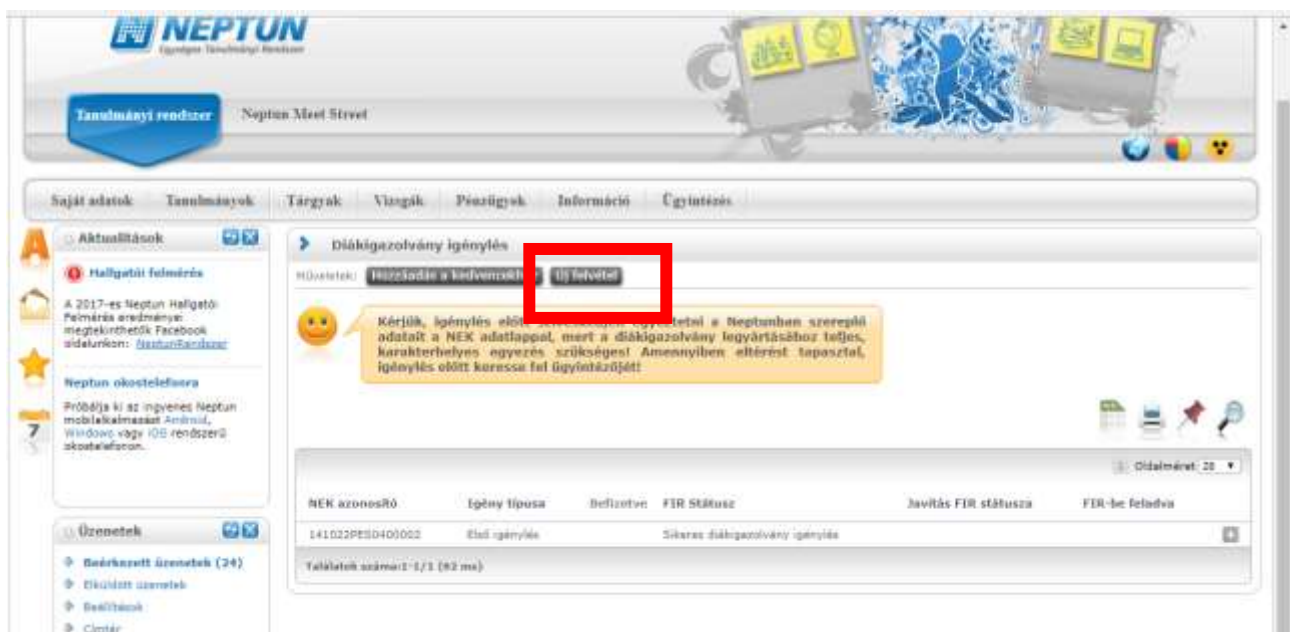 NEPTUN
Egységes Tanulmányi Rendszer
Tanulmányi rendszer
Neptun Meet Street
Saját adatok Tanulmányok Tárgyak Vizsgák Pénzügyek Információ Ügyintézés
Aktualitások
Hallgatói felmérés
A 2017-es Neptun Hallgatói
Felmérés eredményei
megtekinthetők Facebook
oldalunkon: NeptunRendszer
Neptun okostelefonra
Próbálja ki az ingyenes Neptun
mobilalkalmazást Android,
Windows vagy iOS rendszerű
okostelefonon.
7
Üzenetek
Beérkezett üzenetek (24)
Elküldött üzenetek
Beállítások
Címtár
Diákigazolvány igénylés
Műveletek: Hozzáadás a kedvencekhez Új felvétel
Kérjük, igénylés előtt egyeztetni a Neptunban szereplő
adatait a NEK adatlappal, mert a diákigazolvány legyártásához teljes,
karakterhelyes egyezés szükséges! Amennyiben eltérést tapasztal,
igénylés előtt keresse fel ügyintézőjét!
1 Oldalméret 20
NEK azonosító Igény típusa Befizetve FIR Státusz Javítás FIR státusza FIR-be feladva
141023PES0400002 Első igénylés Sikeres diákigazolvány igénylés
Találatok száma:1-1/1 (62 ms)